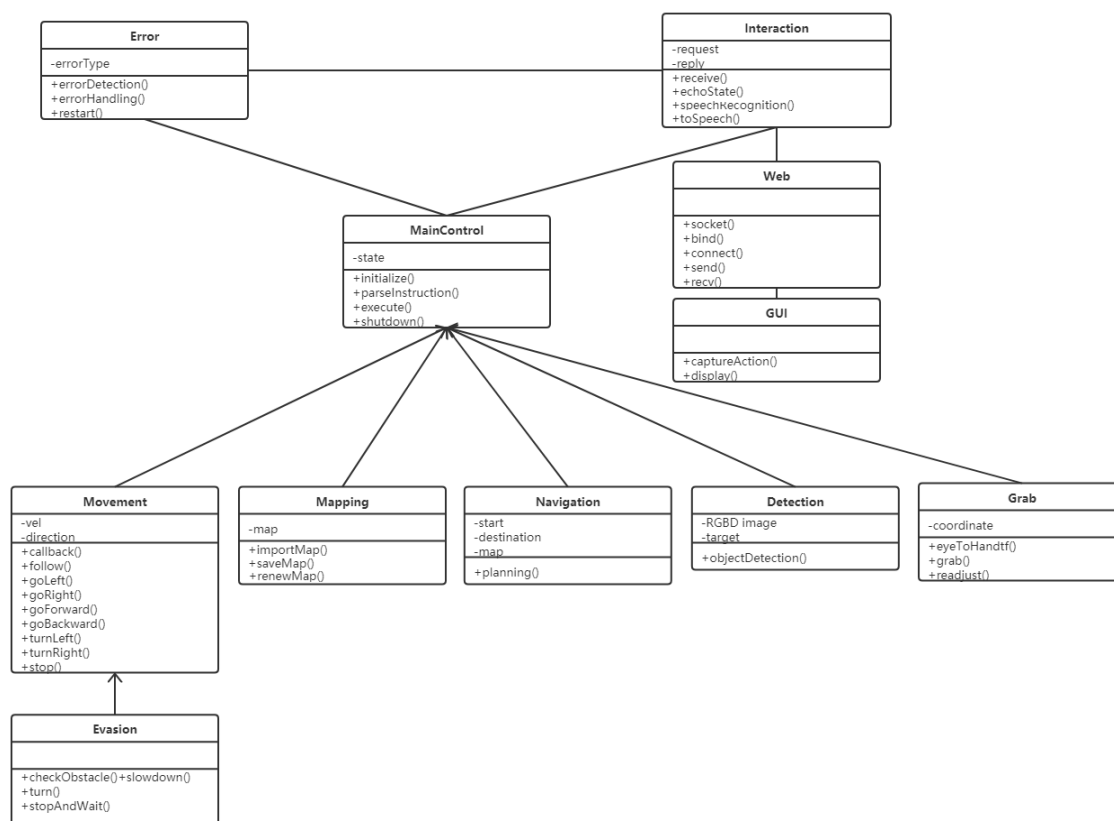 Error
-errorType
+errorDetection()
+errorHandling()
+restart()
Interaction
-request
-reply
+receive()
+echoState()
+speechRecognition()
+toSpeech()
Web
+socket()
+bind()
+connect()
+send()
+recv()
MainControl
-state
+initialize()
+parseInstruction()
+execute()
+shutdown()
GUI
+captureAction()
+display()
Movement
-vel
-direction
+callback()
+follow()
+goLeft()
+goRight()
+goForward()
+goBackward()
+turnLeft()
+turnRight()
+stop()
Mapping
-map
+importMap()
+saveMap()
+renewMap()
Navigation
-start
-destination
-map
+planning()
Detection
-RGBD image
-target
+objectDetection()
Grab
-coordinate
+eyeToHandtf()
+grab()
+readjust()
Evasion
+checkObstacle()+slowdown()
+turn()
+stopAndWait()